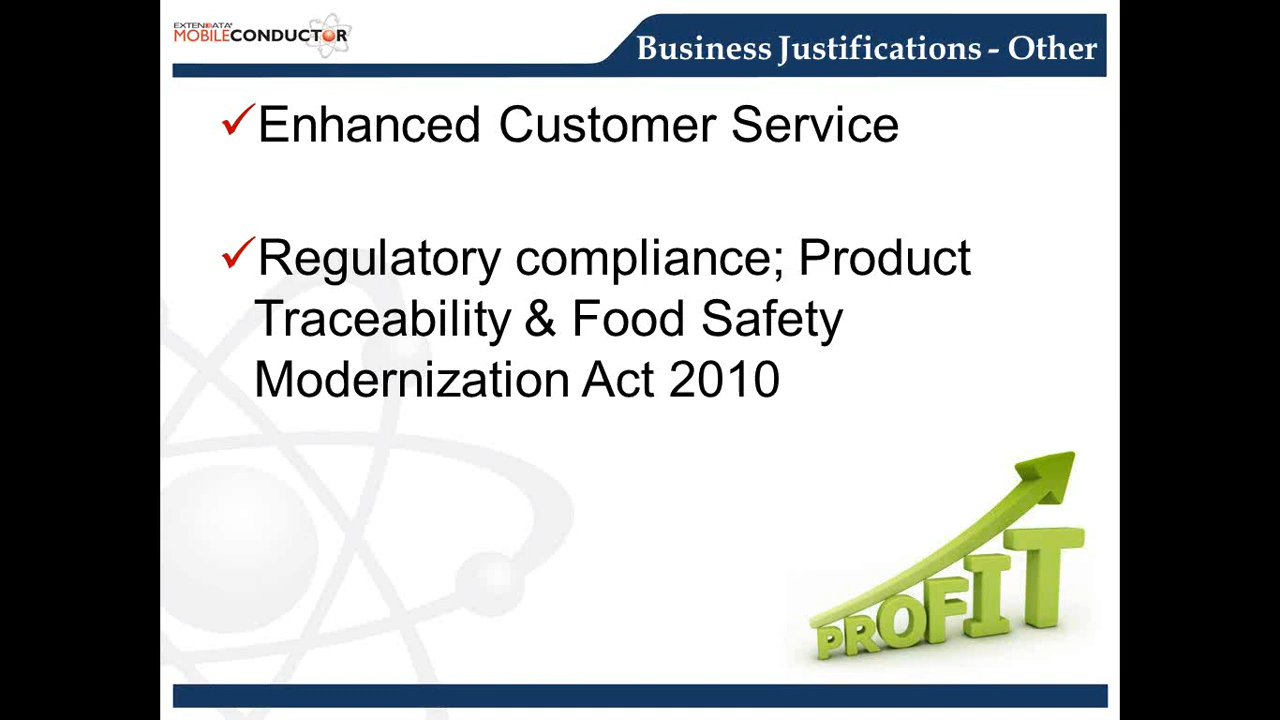 EXTENDATA®
MOBILECONDUCTOR
Business Justifications - Other
✓Enhanced Customer Service
✓Regulatory compliance; Product
Traceability & Food Safety
Modernization Act 2010
PROFIT